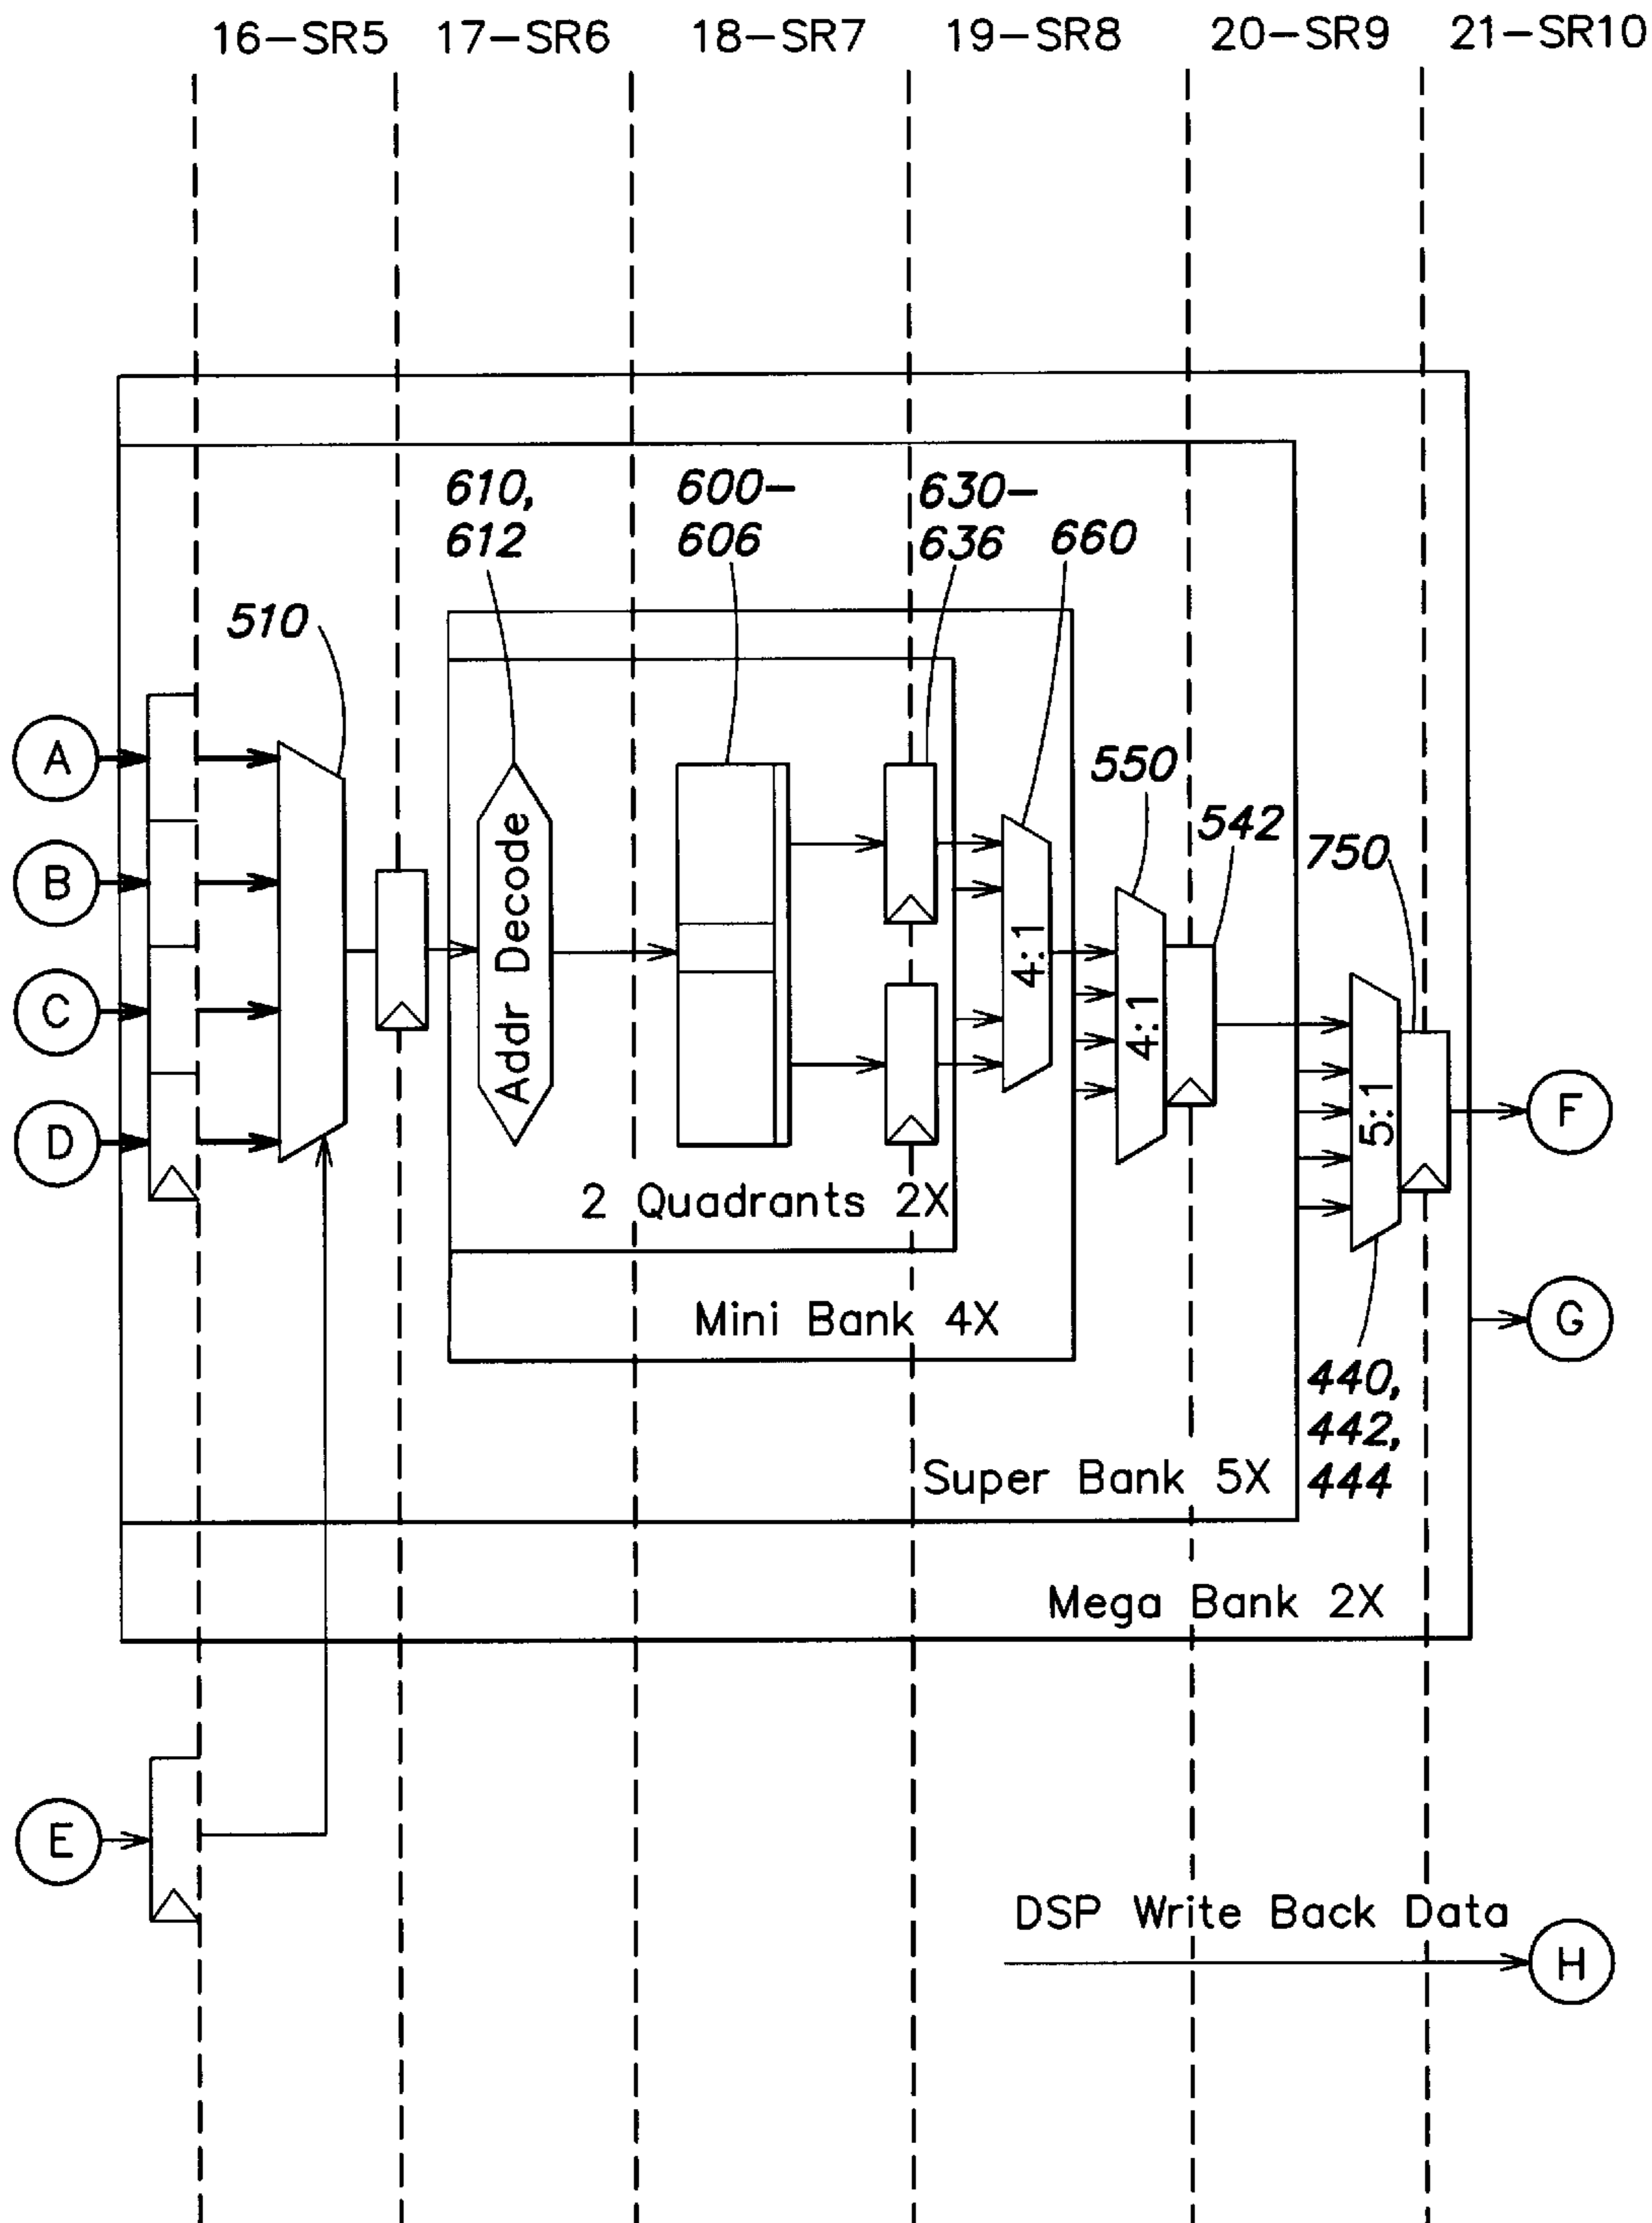 16-SR5 17-SR6 18-SR7 19-SR8 20-SR9 21-SR10
610,
612
600-
606
630-
636
660
510
A
B
C
D
Addr Decode
4:1
550
4:1
542
750
5:1
F
G
2 Quadrants 2X
Mini Bank 4X
440,
442,
444
Super Bank 5X
Mega Bank 2X
E
DSP Write Back Data
H